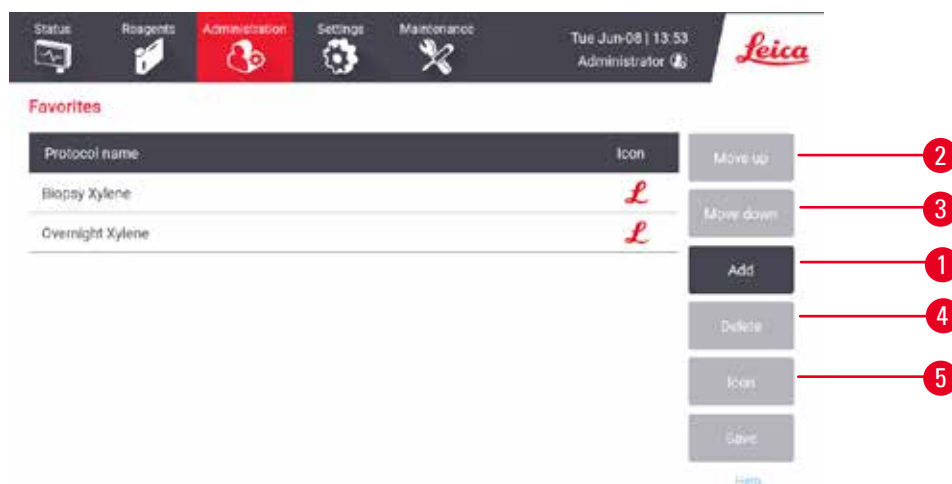 Status Reagents Administration Settings Maintenance
Tue Jun-08 | 13:53
Administrator
Leica
Favorites
Protocol name Icon
Biopsy Xylene
Overnight Xylene
Move up 2
Move down 3
Add 1
Delete 4
Icon 5
Save
Help